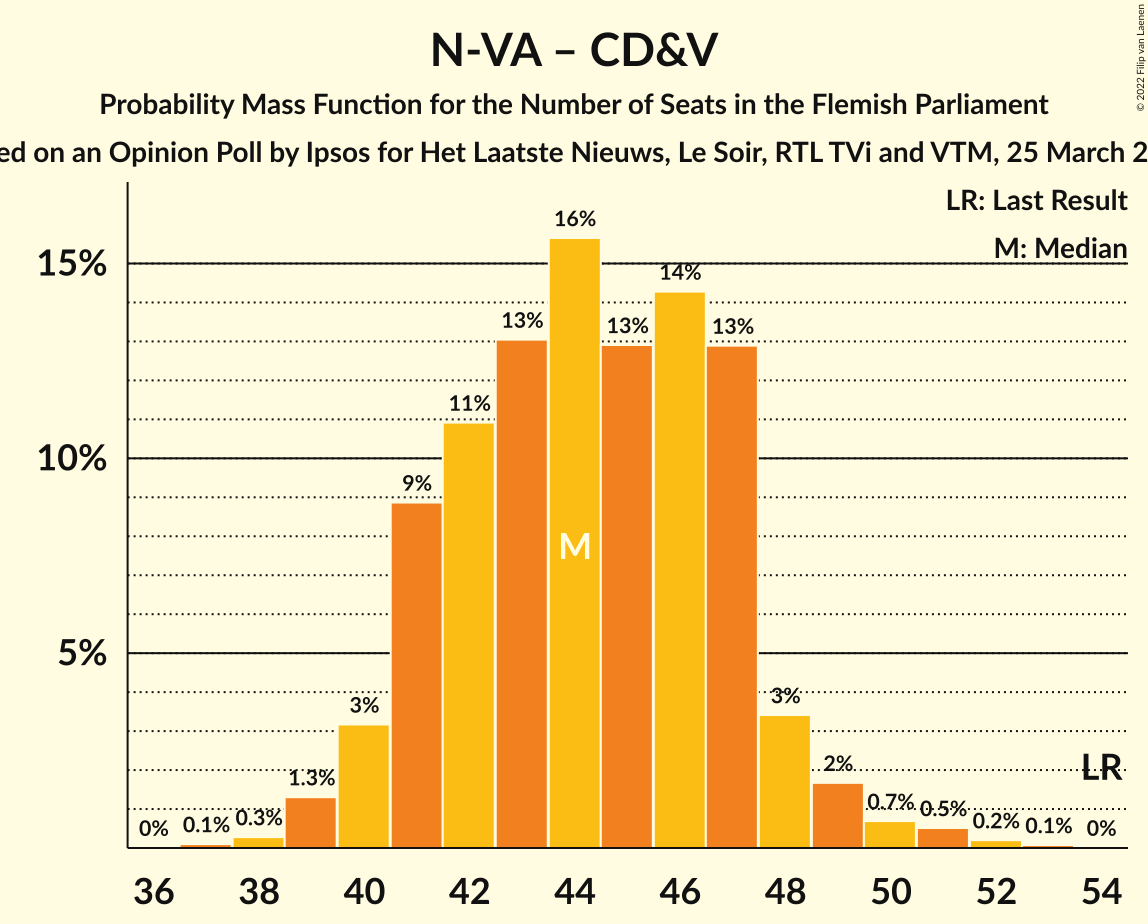 N-VA – CD&V
Probability Mass Function for the Number of Seats in the Flemish Parliament
ed on an Opinion Poll by Ipsos for Het Laatste Nieuws, Le Soir, RTL TVi and VTM, 25 March 2
© 2022 Filip van Laenen
LR: Last Result
M: Median
15%
10%
5%
0%
0.1%
0.3%
1.3%
3%
9%
11%
13%
16%
13%
14%
13%
3%
2%
0.7%
0.5%
0.2%
0.1%
0%
M
LR
36 38 40 42 44 46 48 50 52 54